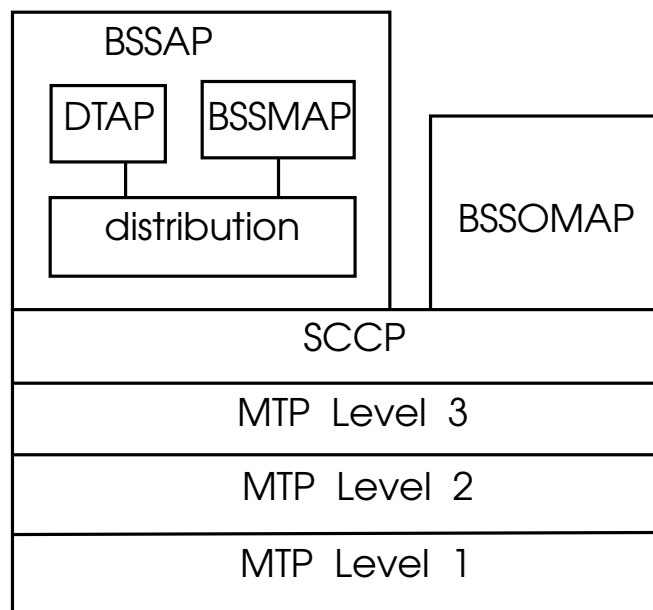 BSSAP
DTAP
BSSMAP
distribution
BSSOMAP
SCCP
MTP Level 3
MTP Level 2
MTP Level 1